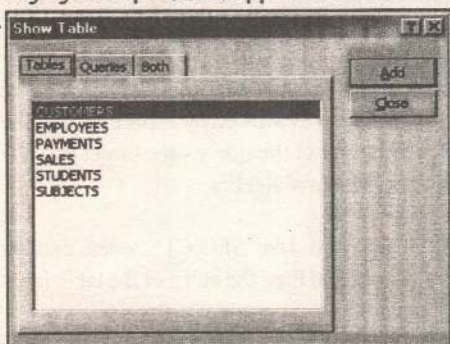 Show Table
Tables Queries Both
Add
Close
CUSTOMERS
EMPLOYEES
PAYMENTS
SALES
STUDENTS
SUBJECTS